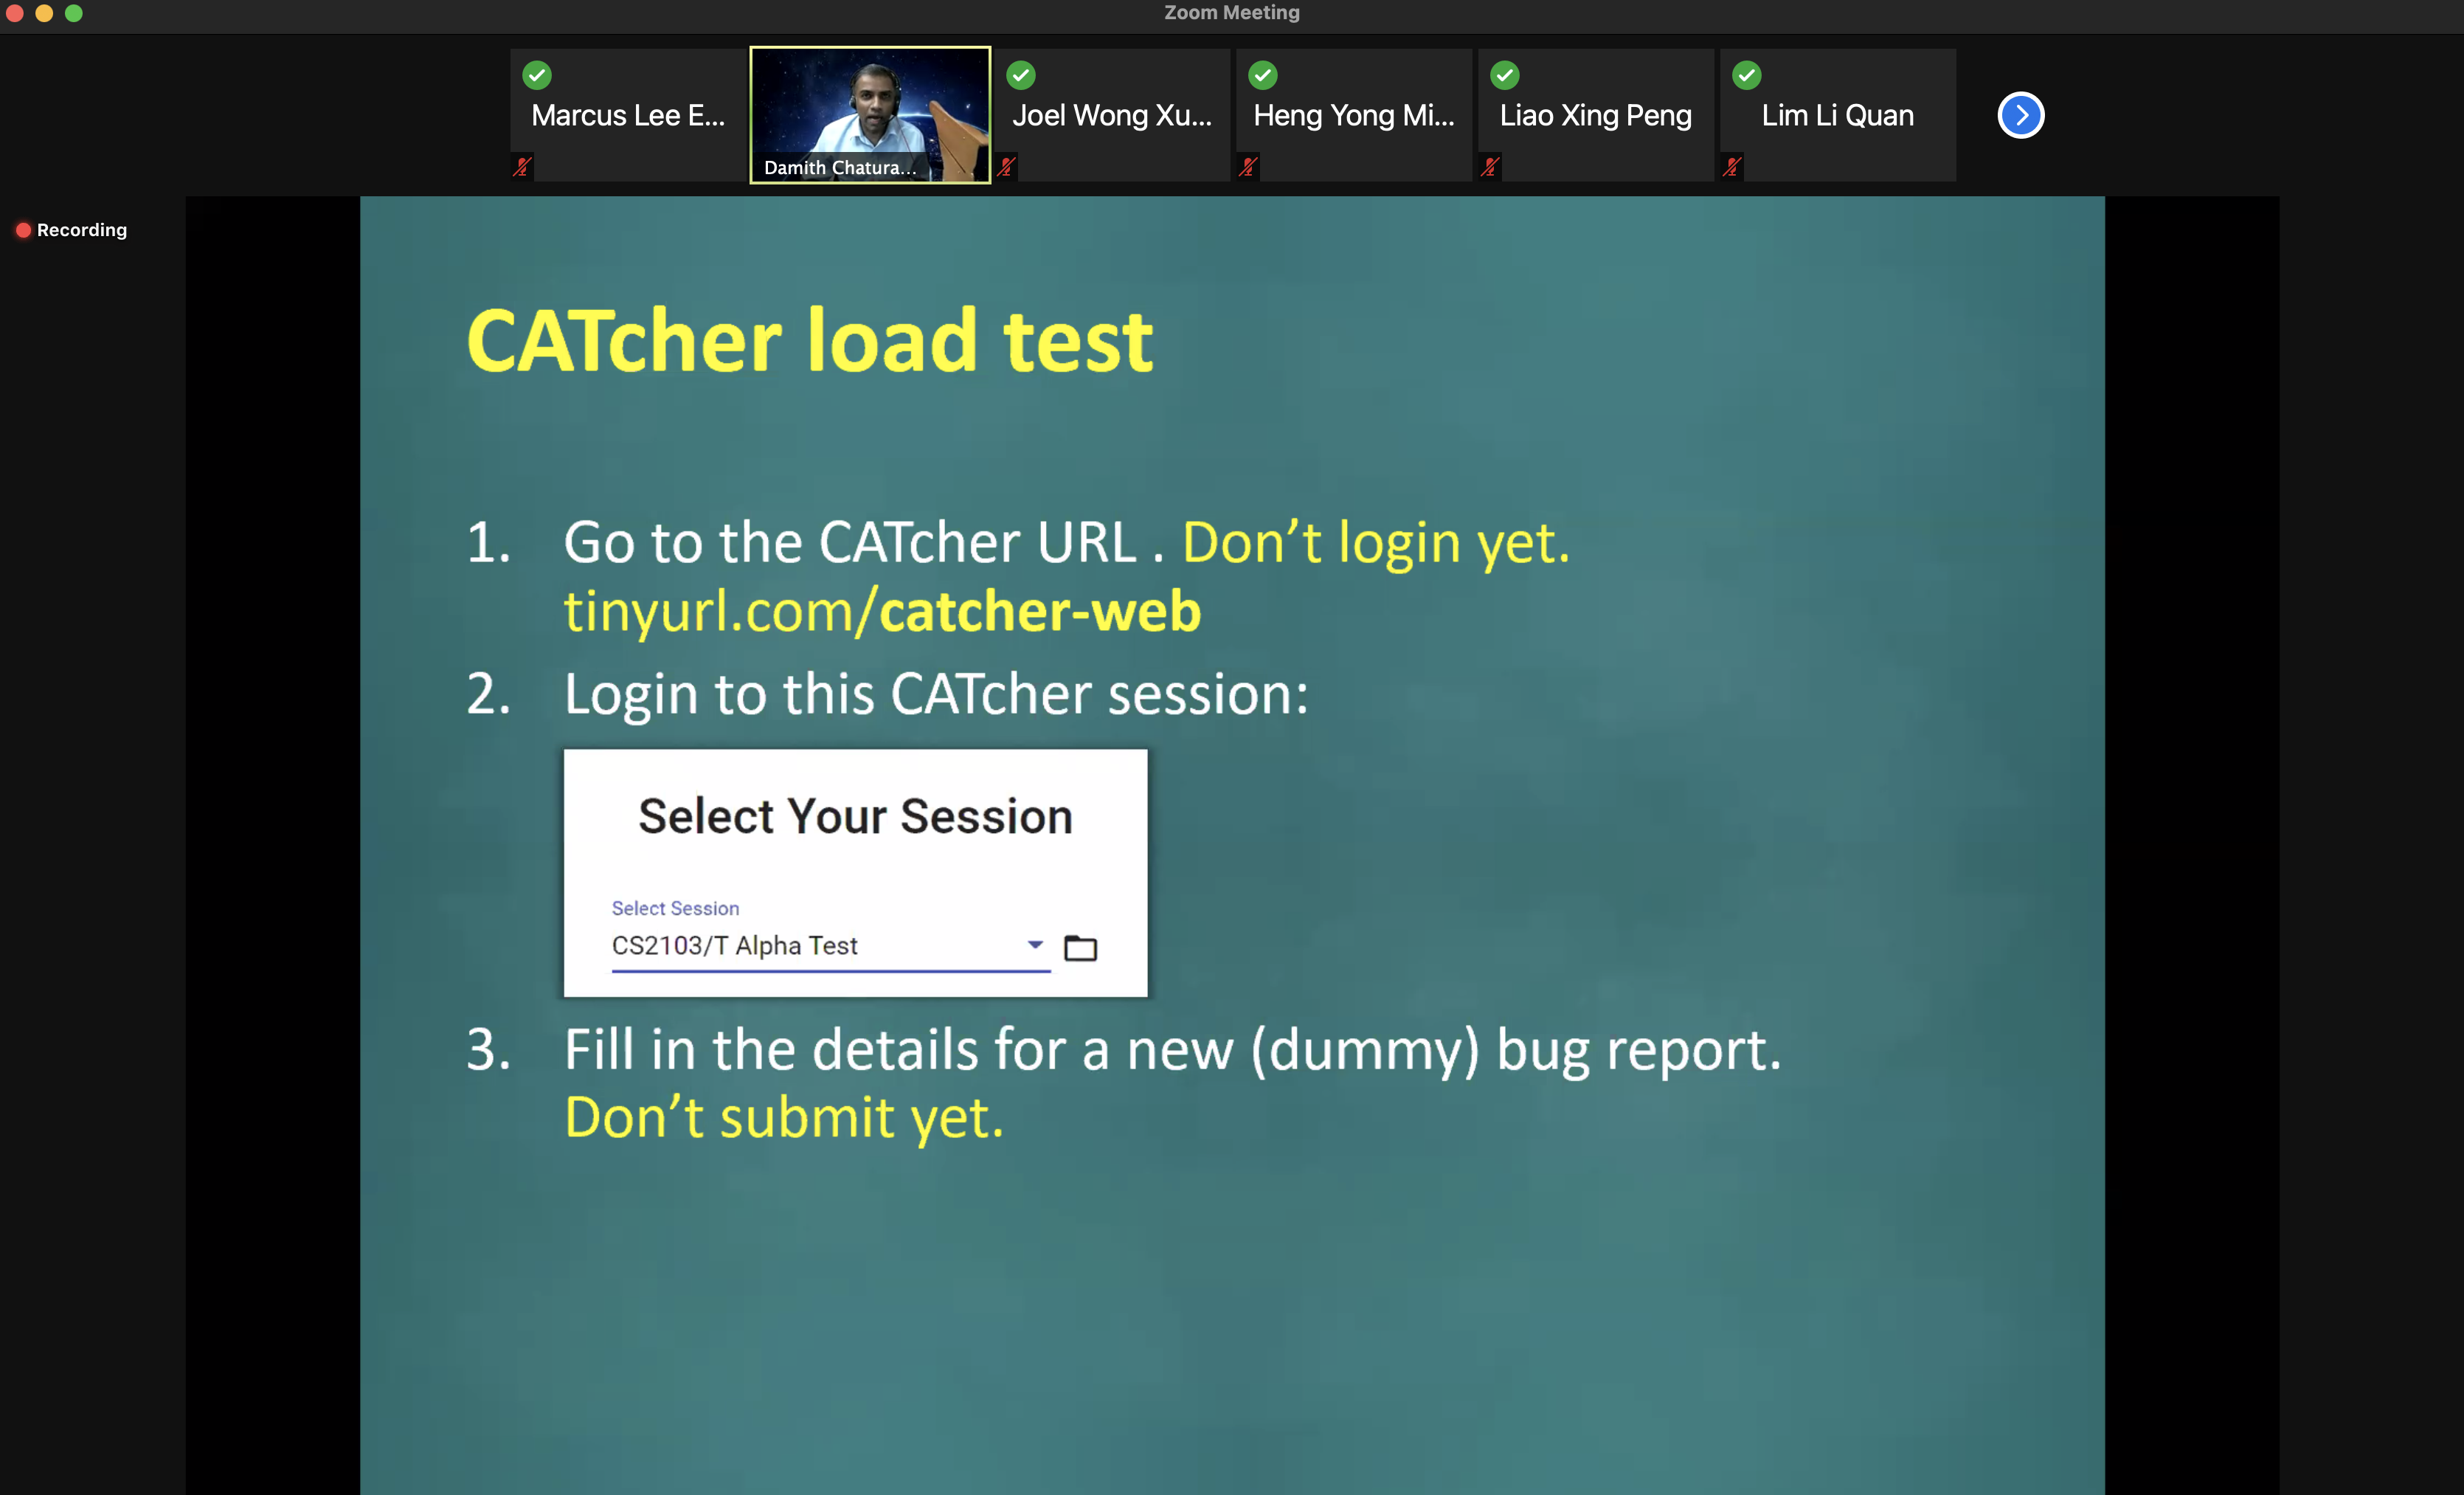 Zoom Meeting
Marcus Lee E...
Damith Chatura...
Joel Wong Xu...
Heng Yong Mi...
Liao Xing Peng
Lim Li Quan
Recording
CATcher load test
1. Go to the CATcher URL . Don’t login yet.
tinyurl.com/catcher-web
2. Login to this CATcher session:
Select Your Session
Select Session
CS2103/T Alpha Test
3. Fill in the details for a new (dummy) bug report.
Don’t submit yet.